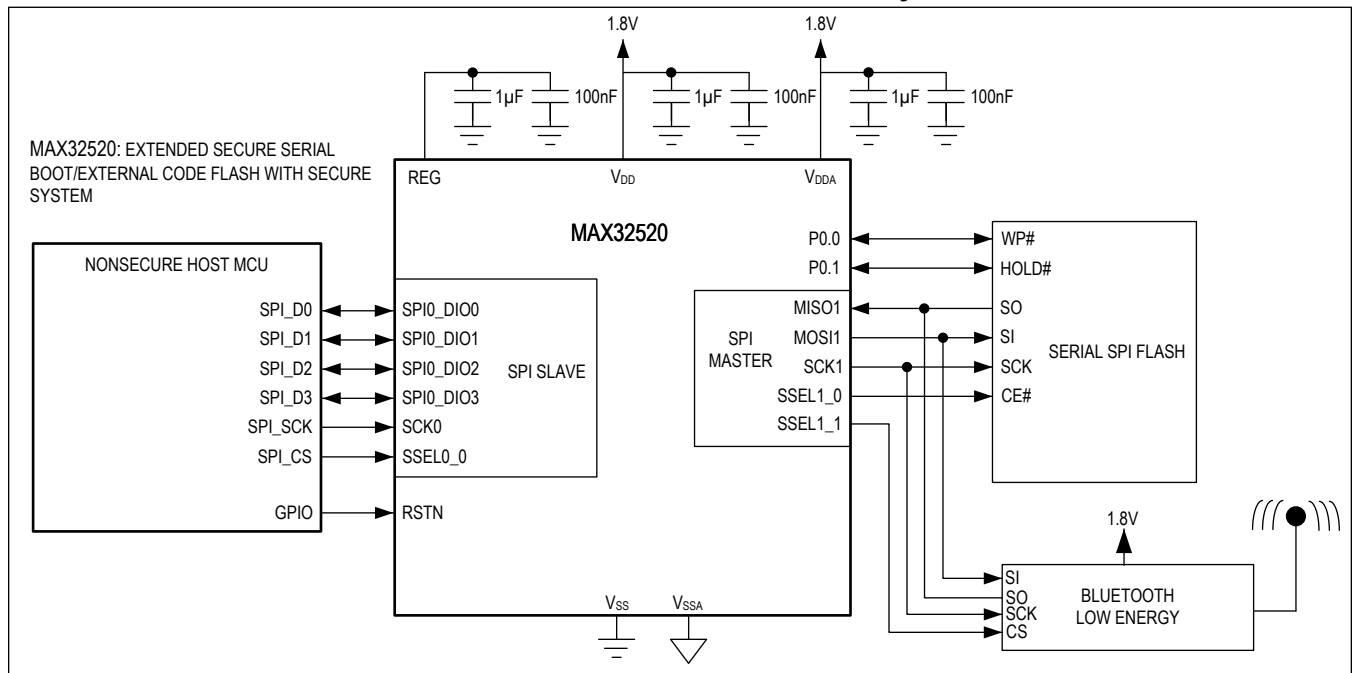 1.8V
1.8V
1µF
100nF
1µF
100nF
1µF
100nF
MAX32520: EXTENDED SECURE SERIAL
BOOT/EXTERNAL CODE FLASH WITH SECURE
SYSTEM
REG
VDD
VDDA
MAX32520
NONSECURE HOST MCU
SPI_D0
SPI_D1
SPI_D2
SPI_D3
SPI_SCK
SPI_CS
GPIO
SPI0_DIO0
SPI0_DIO1
SPI0_DIO2
SPI0_DIO3
SCK0
SSEL0_0
RSTN
SPI SLAVE
SPI
MASTER
P0.0
P0.1
MISO1
MOSI1
SCK1
SSEL1_0
SSEL1_1
WP#
HOLD#
SO
SI
SCK
CE#
SERIAL SPI FLASH
VSS
VSSA
1.8V
SI
SO
SCK
CS
BLUETOOTH
LOW ENERGY